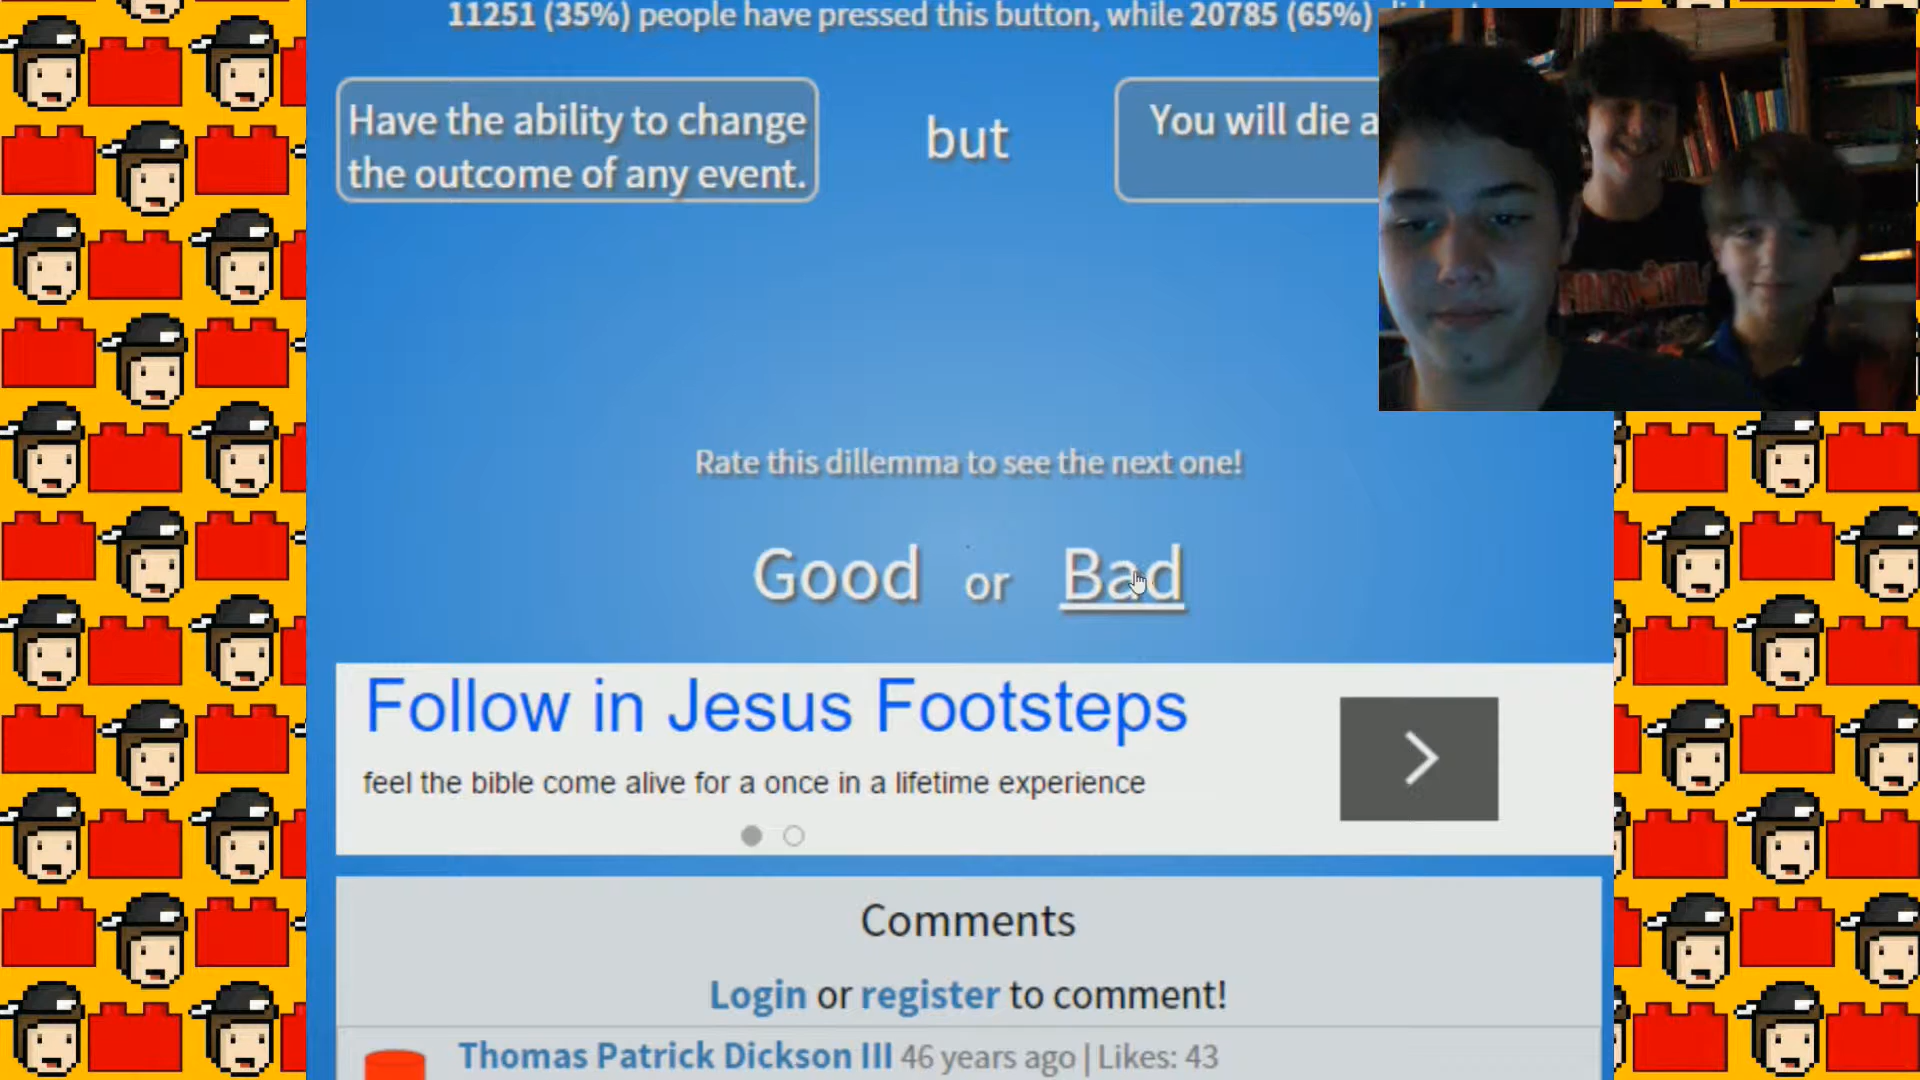 11251 (35%) people have pressed this button, while 20785 (65%)
Have the ability to change
the outcome of any event.
but
You will die a
Rate this dillemma to see the next one!
Good or Bad
Follow in Jesus Footsteps
feel the bible come alive for a once in a lifetime experience
Comments
Login or register to comment!
Thomas Patrick Dickson III 46 years ago | Likes: 43